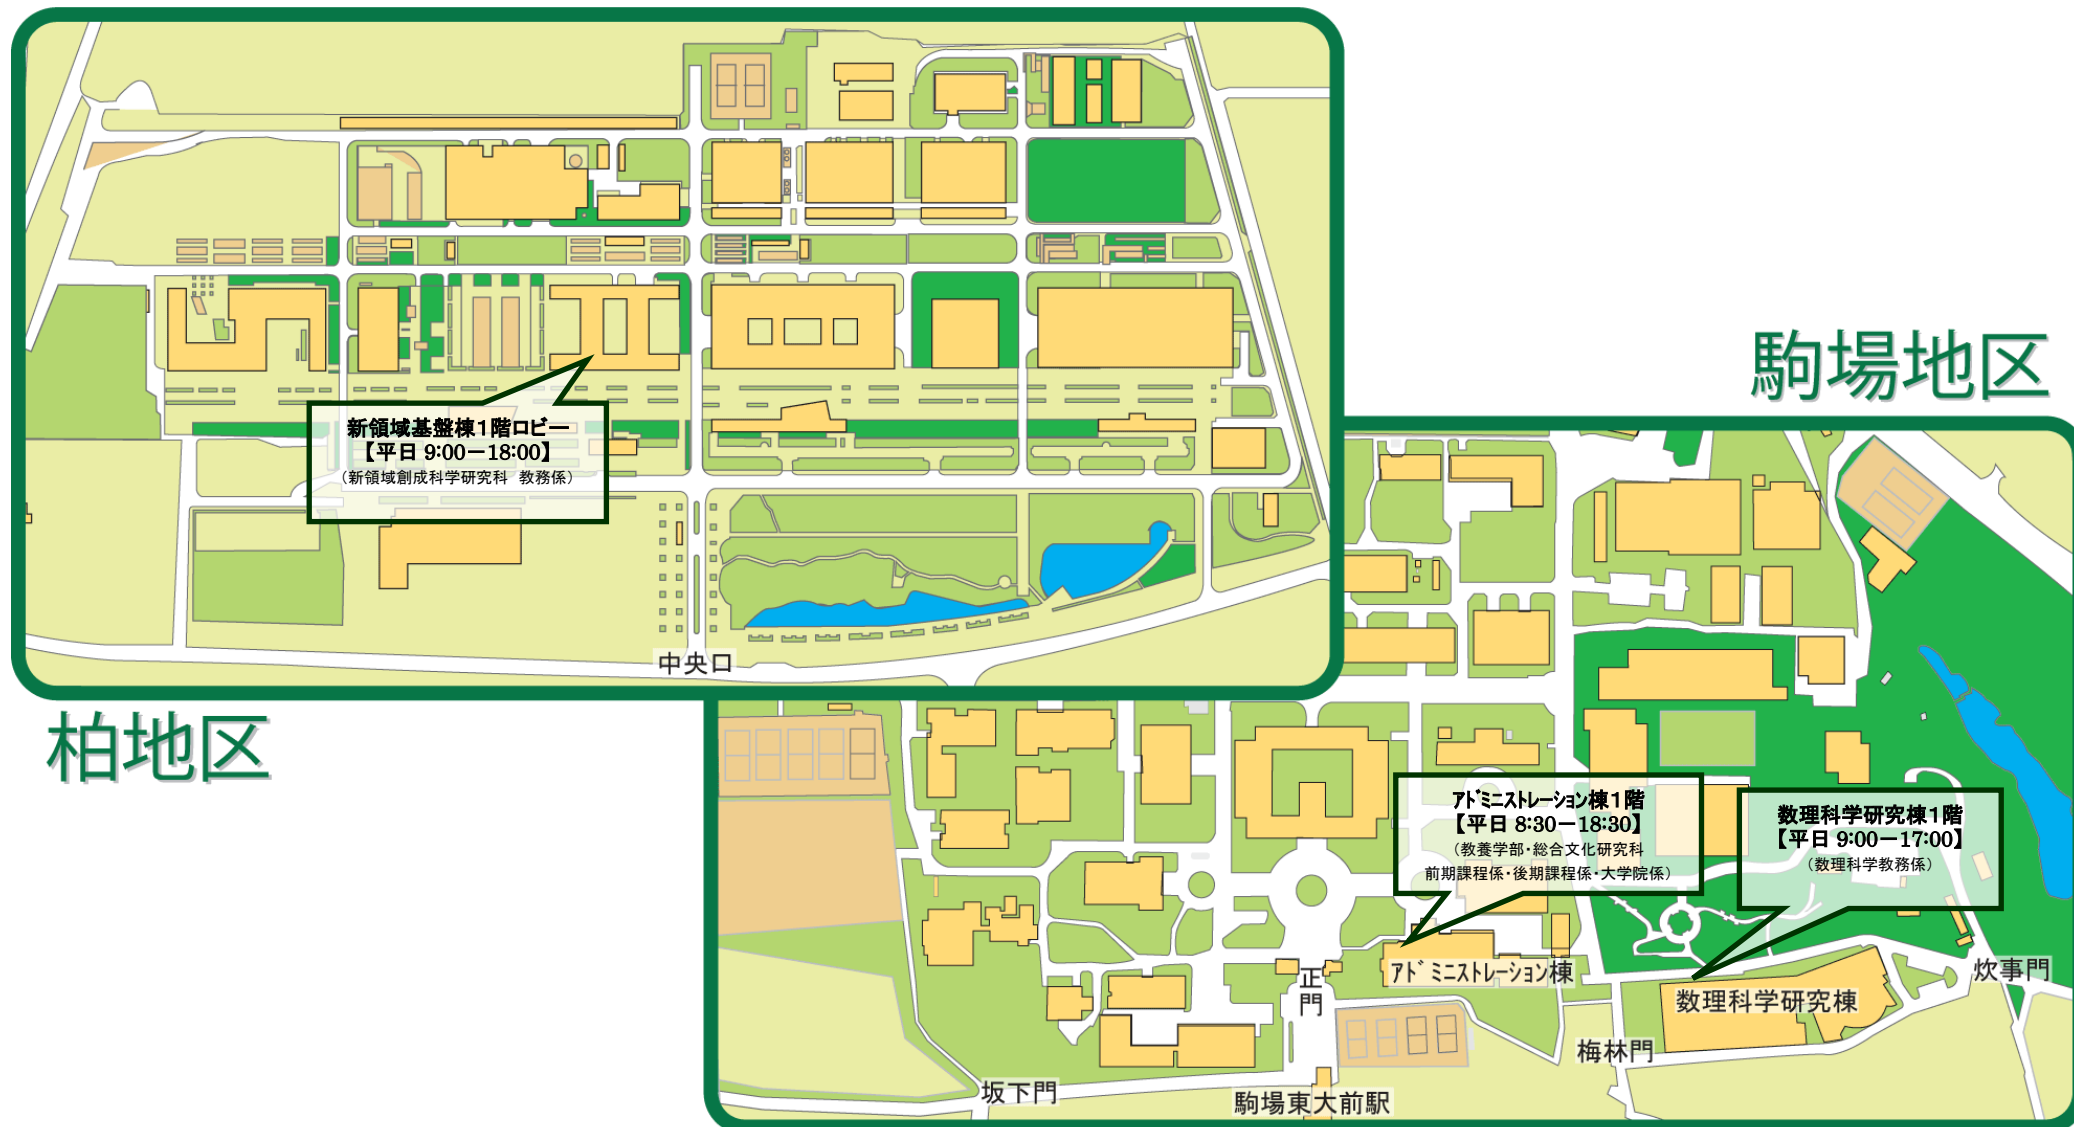 新領域基盤棟1階ロビー
【平日 9:00－18:00】
（新領域創成科学研究科　教務係）
中央口
柏地区
駒場地区
アドミニストレーション棟1階
【平日 8:30－18:30】
（教養学部・総合文化研究科
前期課程係・後期課程係・大学院係）
数理科学研究棟1階
【平日 9:00－17:00】
（数理科学教務係）
正門
アドミニストレーション棟
数理科学研究棟
炊事門
梅林門
坂下門
駒場東大前駅